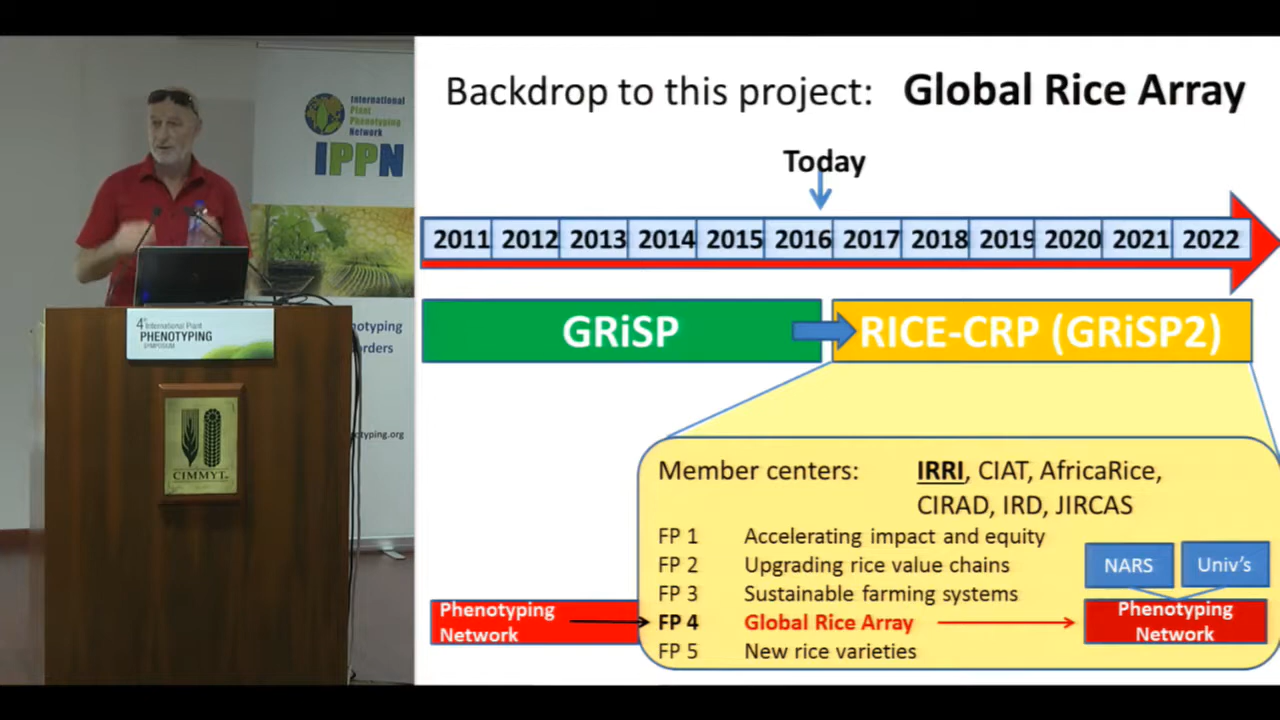 International
Plant
Phenotyping
Network
IPPN
4th International Plant
PHENOTYPING
SYMPOSIUM
CIMMYT
Backdrop to this project: Global Rice Array
Today
2011 2012 2013 2014 2015 2016 2017 2018 2019 2020 2021 2022
GRiSP
RICE-CRP (GRiSP2)
Member centers: IRRI, CIAT, AfricaRice,
CIRAD, IRD, JIRCAS
FP 1 Accelerating impact and equity
FP 2 Upgrading rice value chains
FP 3 Sustainable farming systems
FP 4 Global Rice Array
FP 5 New rice varieties
Phenotyping
Network
NARS
Univ's
Phenotyping
Network